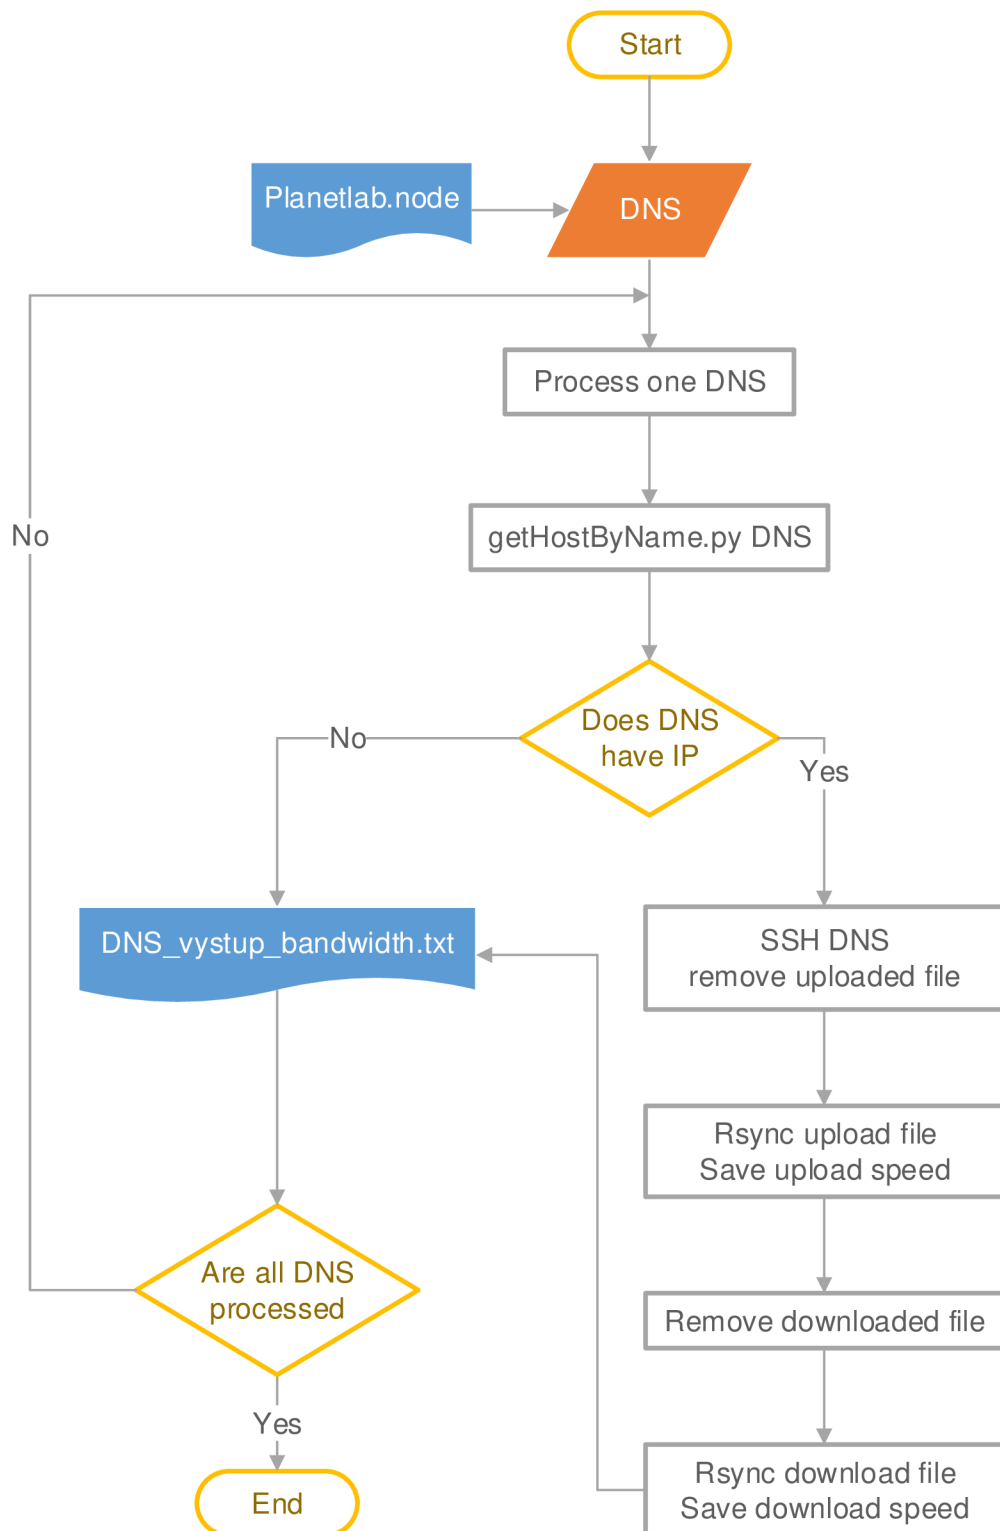 Start
Planetlab.node
DNS
Process one DNS
No
getHostByName.py DNS
Does DNS
have IP
No
Yes
DNS_vystup_bandwidth.txt
SSH DNS
remove uploaded file
Rsync upload file
Save upload speed
Are all DNS
processed
Remove downloaded file
Yes
Rsync download file
Save download speed
End